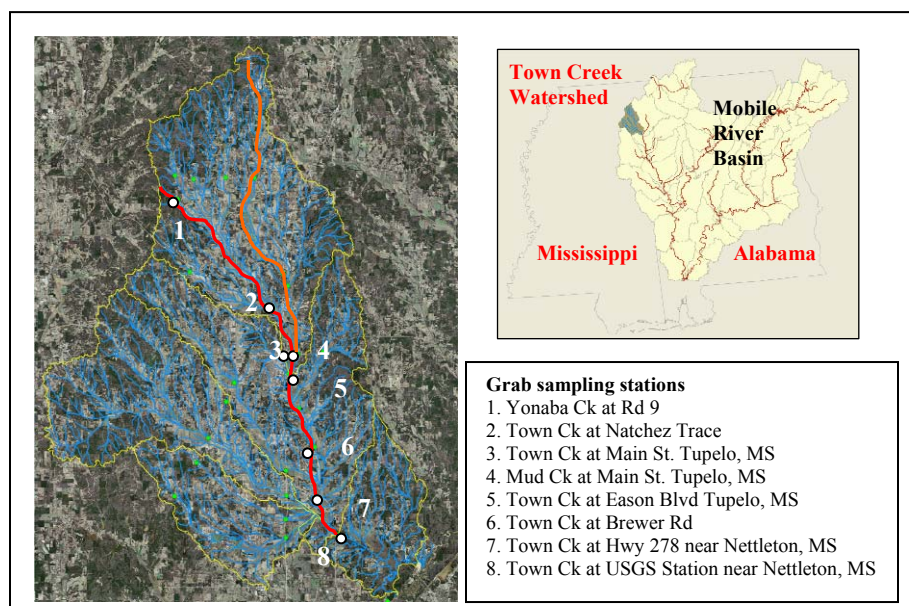 1
2
3
4
5
6
7
8
Town Creek
Watershed
Mobile
River
Basin
Mississippi
Alabama
Grab sampling stations
1. Yonaba Ck at Rd 9
2. Town Ck at Natchez Trace
3. Town Ck at Main St. Tupelo, MS
4. Mud Ck at Main St. Tupelo, MS
5. Town Ck at Eason Blvd Tupelo, MS
6. Town Ck at Brewer Rd
7. Town Ck at Hwy 278 near Nettleton, MS
8. Town Ck at USGS Station near Nettleton, MS